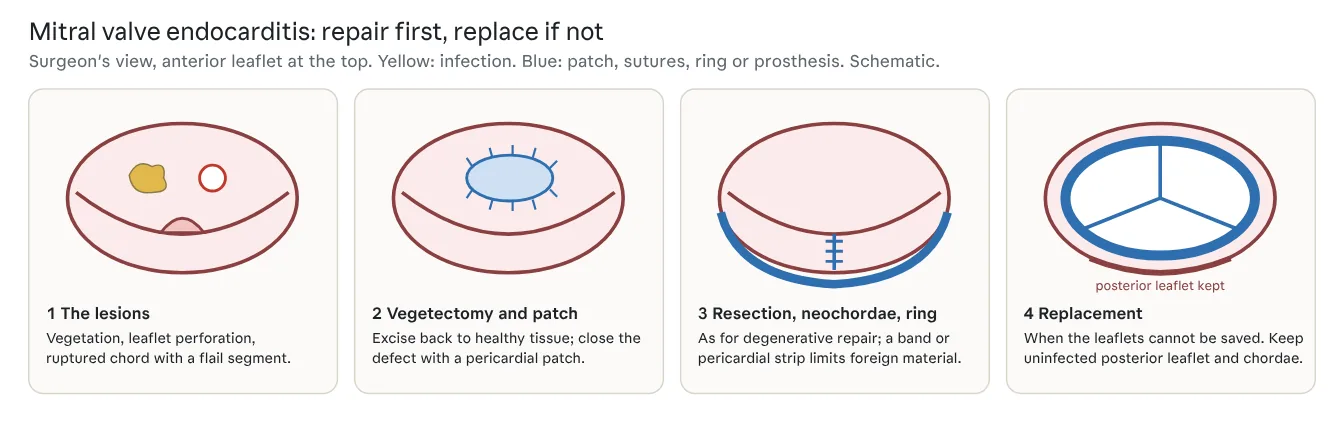 Mitral valve endocarditis: repair first, replace if not
Surgeon's view, anterior leaflet at the top. Yellow: infection. Blue: patch, sutures, ring or prosthesis. Schematic.
1 The lesions
Vegetation, leaflet perforation,
ruptured chord with a flail segment.
2 Vegetectomy and patch
Excise back to healthy tissue; close the
defect with a pericardial patch.
3 Resection, neochordae, ring
As for degenerative repair; a band or
pericardial strip limits foreign material.
posterior leaflet kept
4 Replacement
When the leaflets cannot be saved. Keep
uninfected posterior leaflet and chordae.